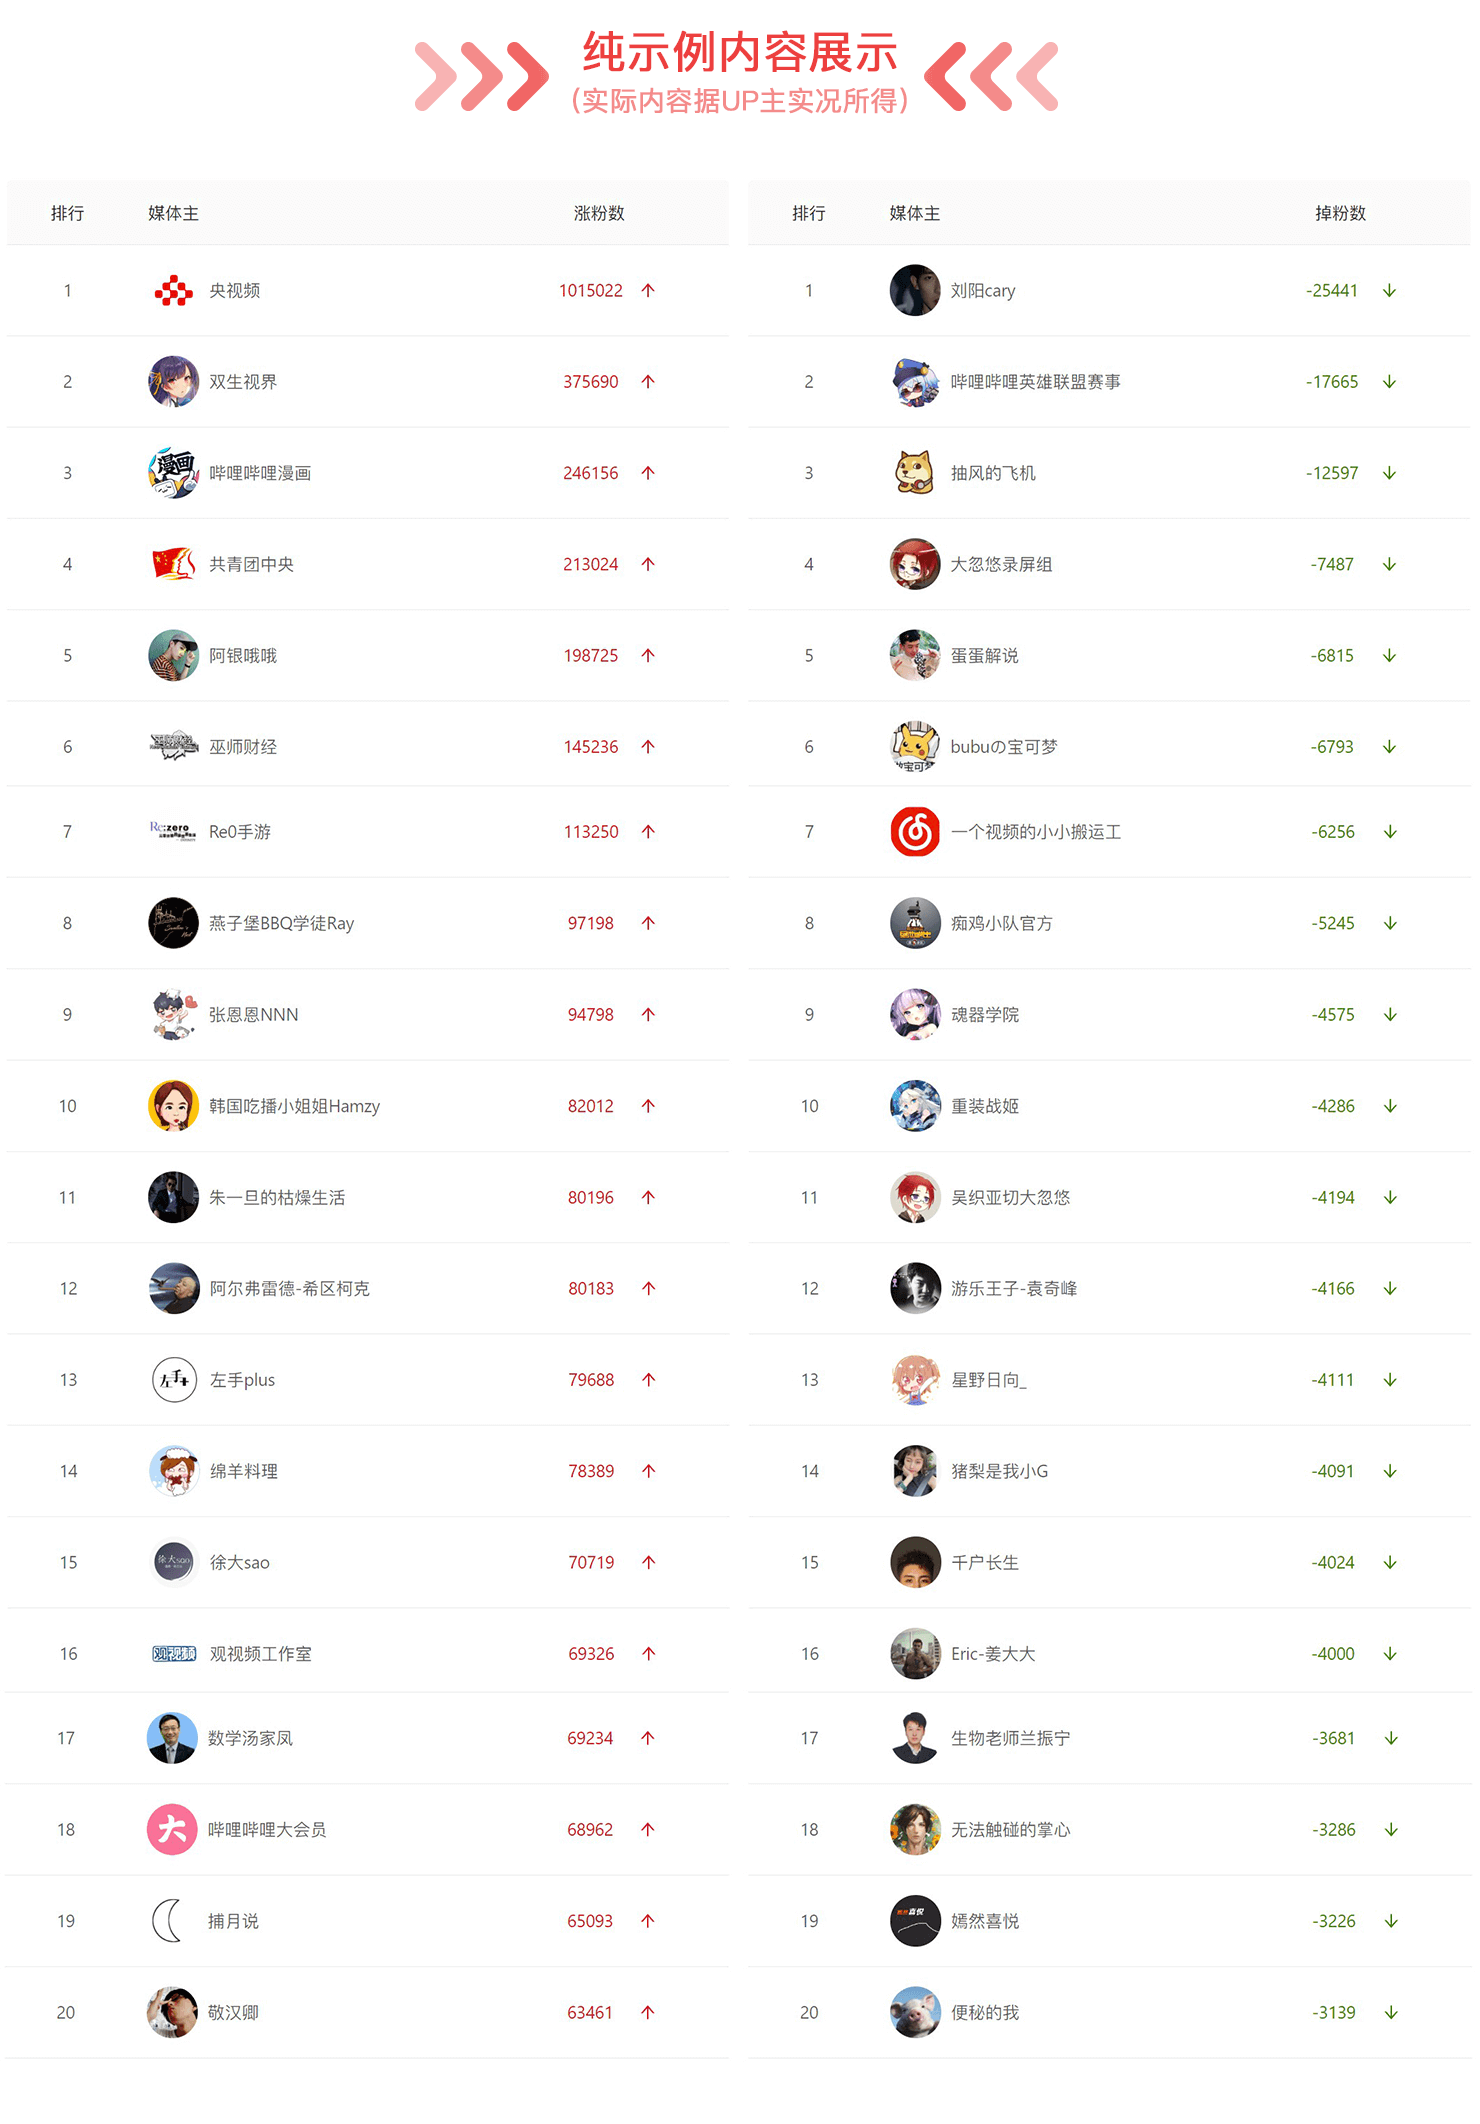 纯示例内容展示
(实际内容据UP主实况所得)
排行 媒体主 涨粉数
1 央视频 1015022 ↑
2 双生视界 375690 ↑
3 哔哩哔哩漫画 246156 ↑
4 共青团中央 213024 ↑
5 阿银哦哦 198725 ↑
6 巫师财经 145236 ↑
7 Re0手游 113250 ↑
8 燕子堡BBQ学徒Ray 97198 ↑
9 张恩恩NNN 94798 ↑
10 韩国吃播小姐姐Hamzy 82012 ↑
11 朱一旦的枯燥生活 80196 ↑
12 阿尔弗雷德-希区柯克 80183 ↑
13 左手plus 79688 ↑
14 绵羊料理 78389 ↑
15 徐大sao 70719 ↑
16 观视频工作室 69326 ↑
17 数学汤家凤 69234 ↑
18 哔哩哔哩大会员 68962 ↑
19 捕月说 65093 ↑
20 敬汉卿 63461 ↑
排行 媒体主 掉粉数
1 刘阳cary -25441 ↓
2 哔哩哔哩英雄联盟赛事 -17665 ↓
3 抽风的飞机 -12597 ↓
4 大忽悠录屏组 -7487 ↓
5 蛋蛋解说 -6815 ↓
6 bubuの宝可梦 -6793 ↓
7 一个视频的小小搬运工 -6256 ↓
8 痴鸡小队官方 -5245 ↓
9 魂器学院 -4575 ↓
10 重装战姬 -4286 ↓
11 吴织亚切大忽悠 -4194 ↓
12 游乐王子-袁奇峰 -4166 ↓
13 星野日向_ -4111 ↓
14 猪梨是我小G -4091 ↓
15 千户长生 -4024 ↓
16 Eric-姜大大 -4000 ↓
17 生物老师兰振宁 -3681 ↓
18 无法触碰的掌心 -3286 ↓
19 嫣然喜悦 -3226 ↓
20 便秘的我 -3139 ↓